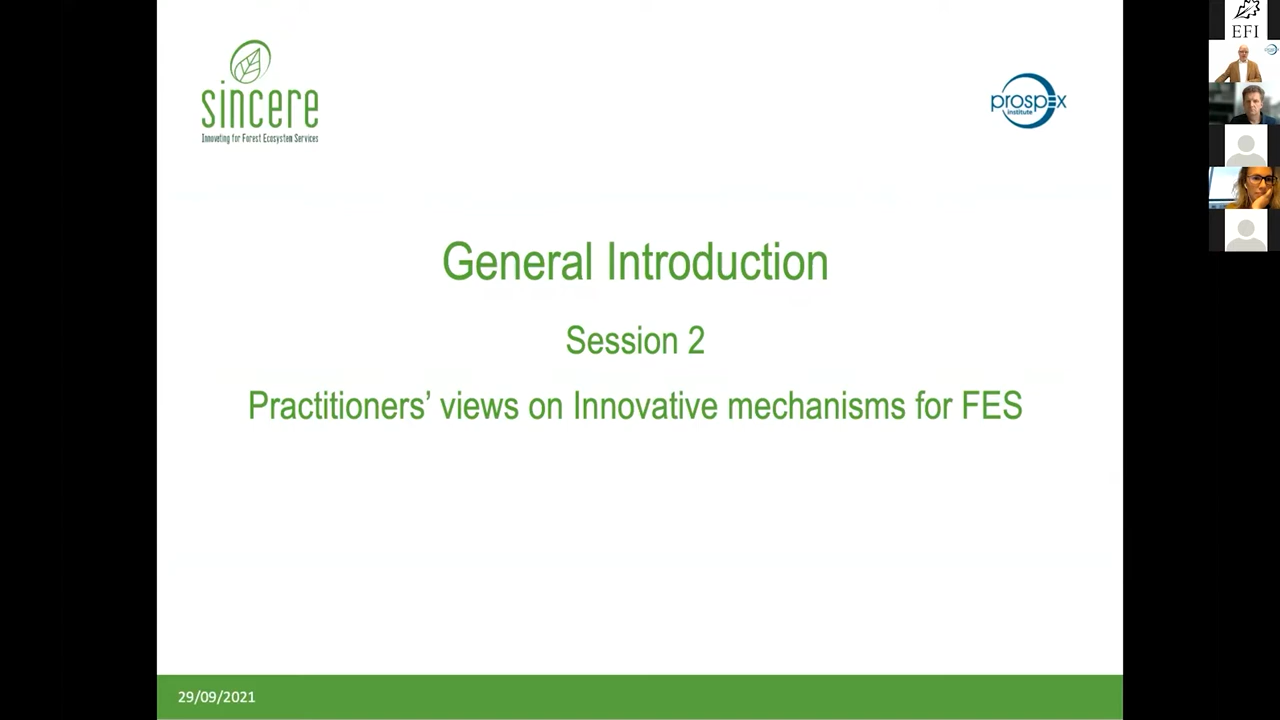 sincere
Innovating for Forest Ecosystem Services
prospex
institute
EFI
General Introduction
Session 2
Practitioners’ views on Innovative mechanisms for FES
29/09/2021